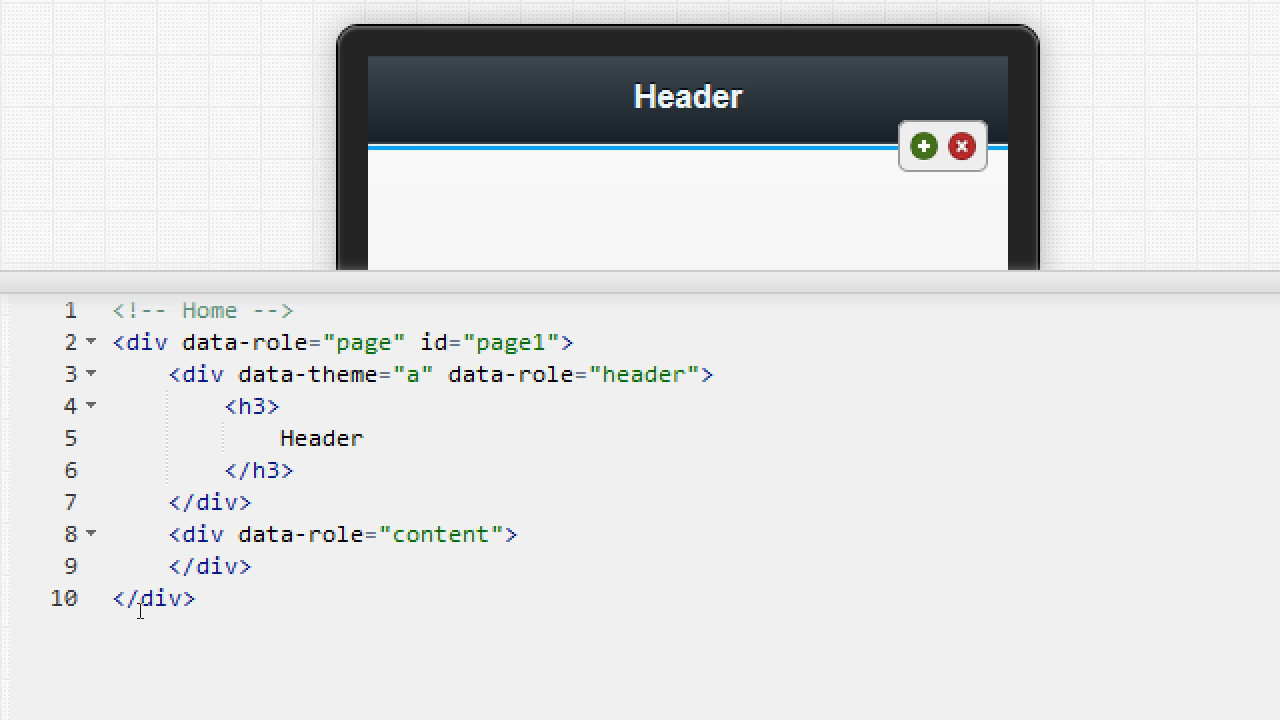 Header
1 <!-- Home -->
2 <div data-role="page" id="page1">
3 <div data-theme="a" data-role="header">
4 <h3>
5 Header
6 </h3>
7 </div>
8 <div data-role="content">
9 </div>
10 </div>